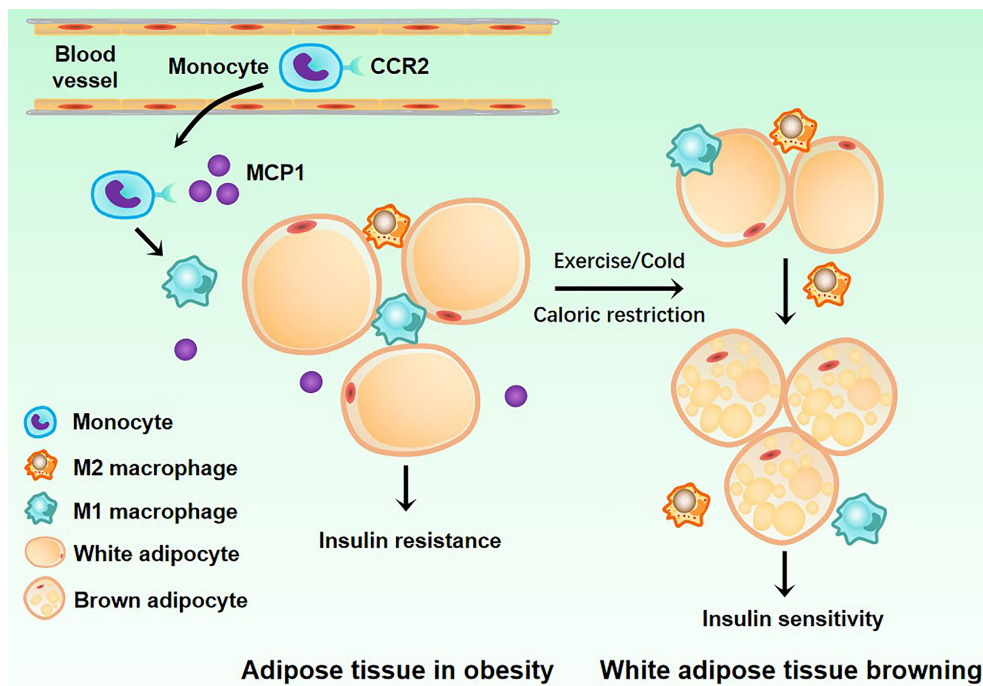 Blood
vessel
Monocyte
CCR2
MCP1
Exercise/Cold
Caloric restriction
Monocyte
M2 macrophage
M1 macrophage
White adipocyte
Brown adipocyte
Insulin resistance
Insulin sensitivity
Adipose tissue in obesity
White adipose tissue browning